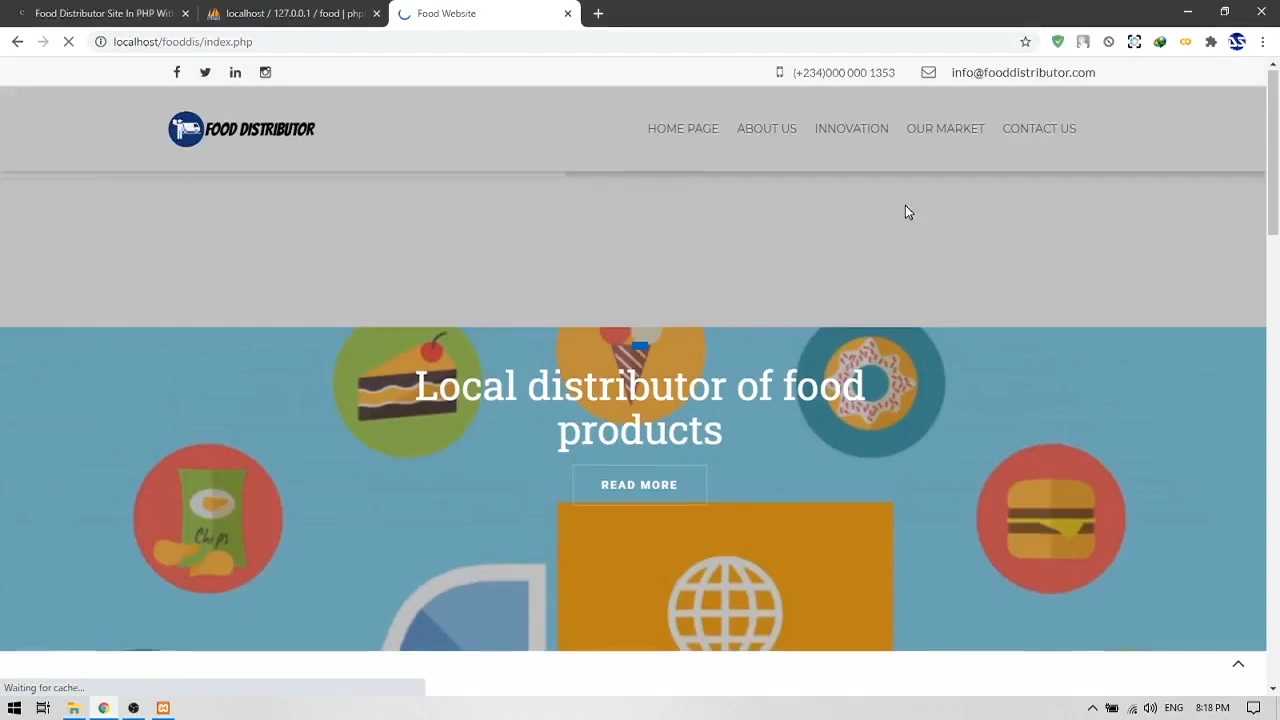 Food Distributor Site In PHP With
localhost / 127.0.0.1 / food | php
Food Website
localhost/fooddis/index.php
(+234)000 000 1353
info@fooddistributor.com
FOOD DISTRIBUTOR
HOME PAGE
ABOUT US
INNOVATION
OUR MARKET
CONTACT US
Local distributor of food
products
READ MORE
Chips
Waiting for cache...
ENG
8:18 PM